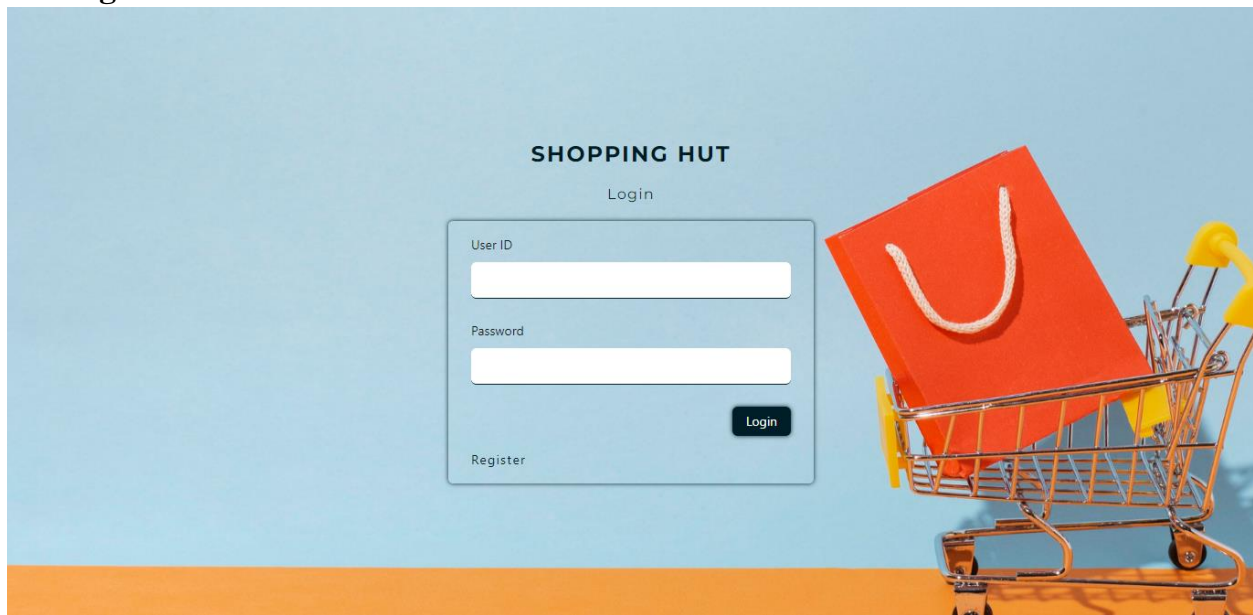 SHOPPING HUT
Login
User ID
Password
Login
Register